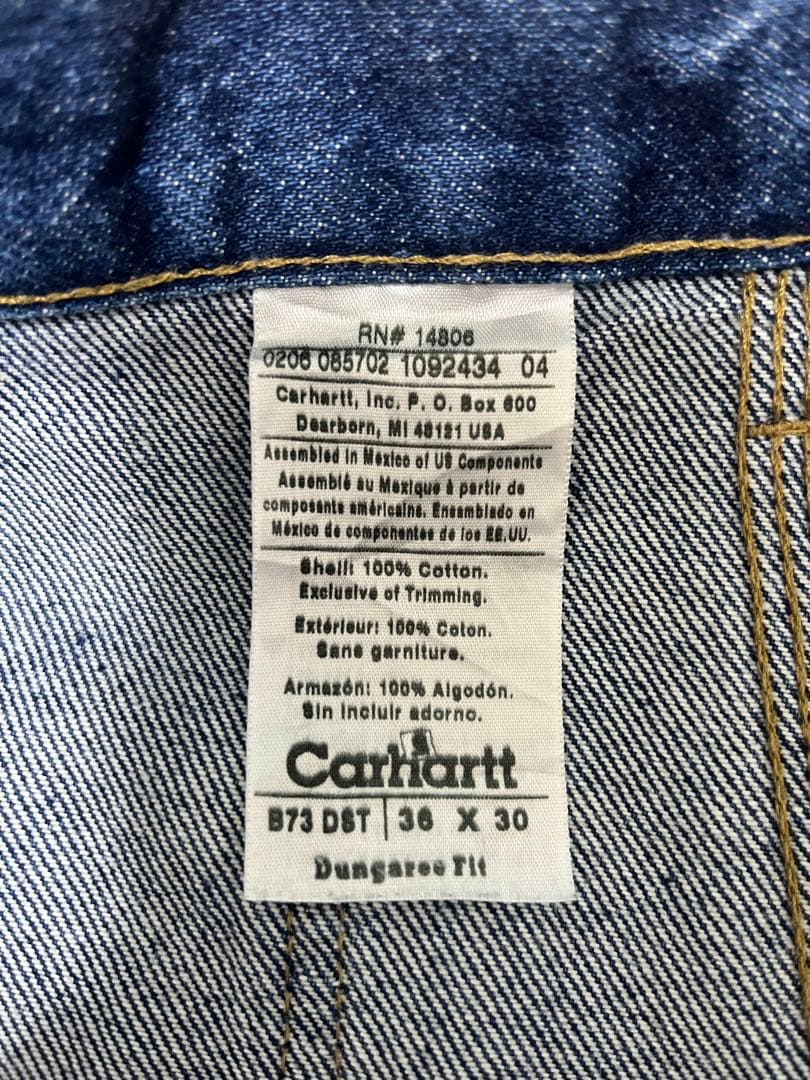 RN# 14806
0206 085702 1092434 04
Carhartt, Inc. P. O. Box 600
Dearborn, MI 48121 USA
Assembled in Mexico of US Components
Assemblé au Mexique à partir de
composants américains. Ensamblado en
México de componentes de los EE.UU.
Shell: 100% Cotton.
Exclusive of Trimming.
Extérieur: 100% Coton.
Sans garniture.
Armazón: 100% Algodón.
Sin incluir adorno.
Carhartt
B73 DST 36 X 30
Dungaree Fit